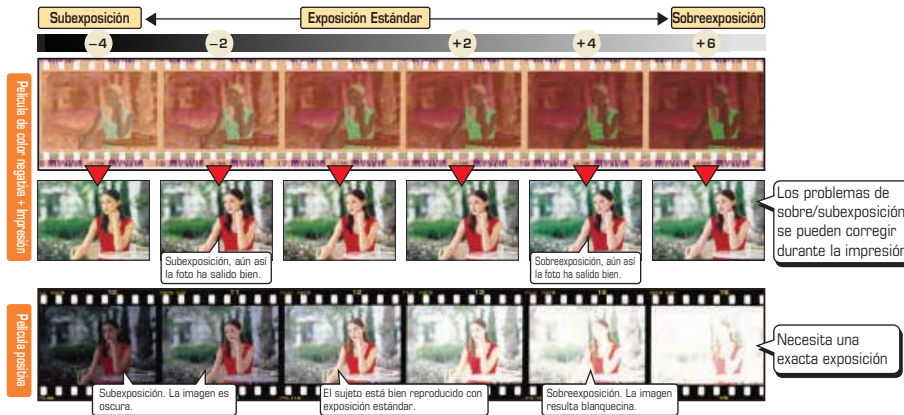 Subexposición
Exposición Estándar
Sobreexposición
−4
−2
+2
+4
+6
Película de color negativa + Impresión
Los problemas de
sobre/subexposición
se pueden corregir
durante la impresión
Subexposición, aún así
la foto ha salido bien.
Sobreexposición, aún así
la foto ha salido bien.
Película positiva
Necesita una
exacta exposición
Subexposición. La imagen es
oscura.
El sujeto está bien reproducido con
exposición estándar.
Sobreexposición. La imagen
resulta blanquecina.